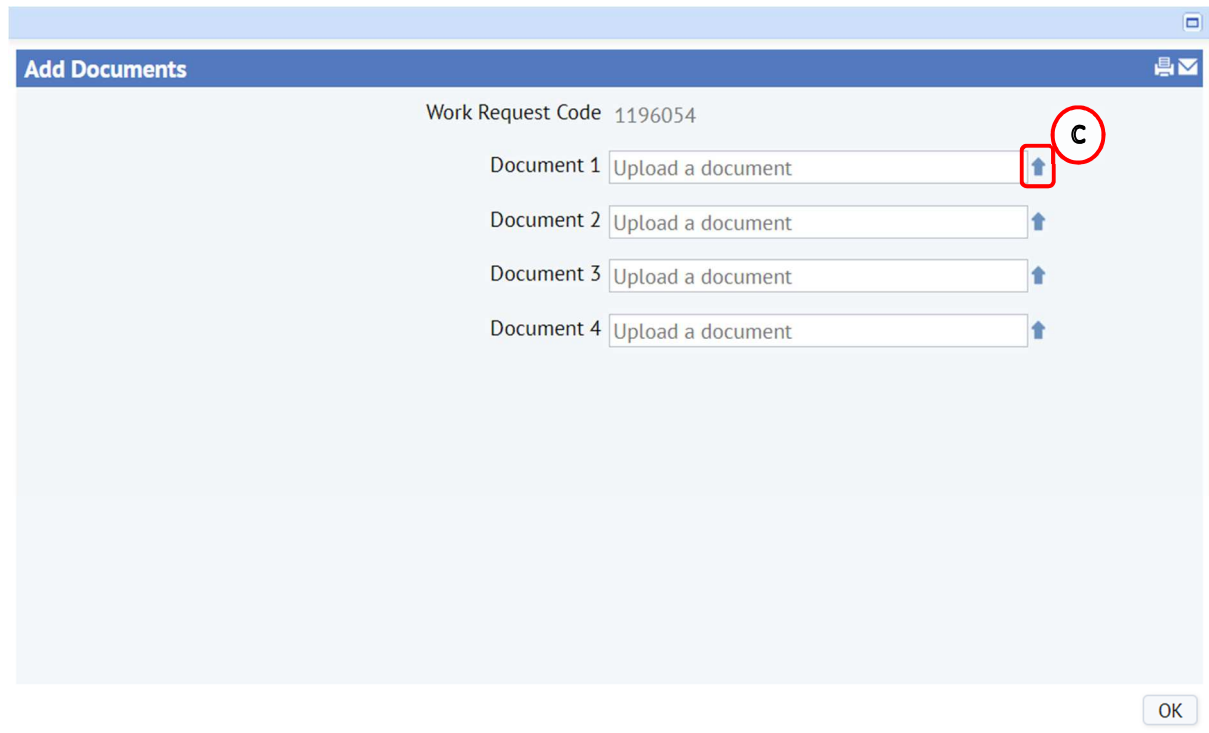 Add Documents
Work Request Code 1196054
C
Document 1 Upload a document
Document 2 Upload a document
Document 3 Upload a document
Document 4 Upload a document
OK